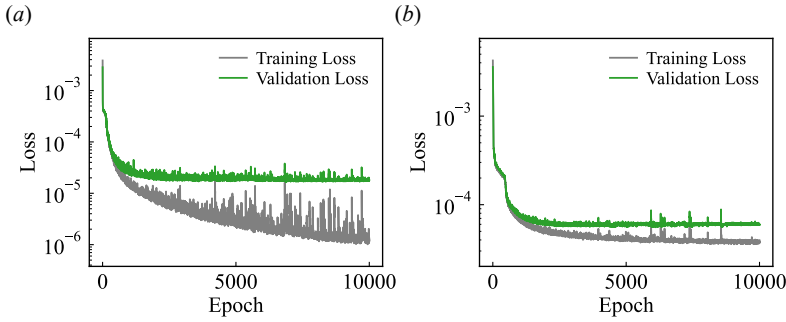 (a)
Training Loss
Validation Loss
10⁻³
10⁻⁴
10⁻⁵
10⁻⁶
Loss
0
5000
10000
Epoch
(b)
Training Loss
Validation Loss
10⁻³
10⁻⁴
Loss
0
5000
10000
Epoch